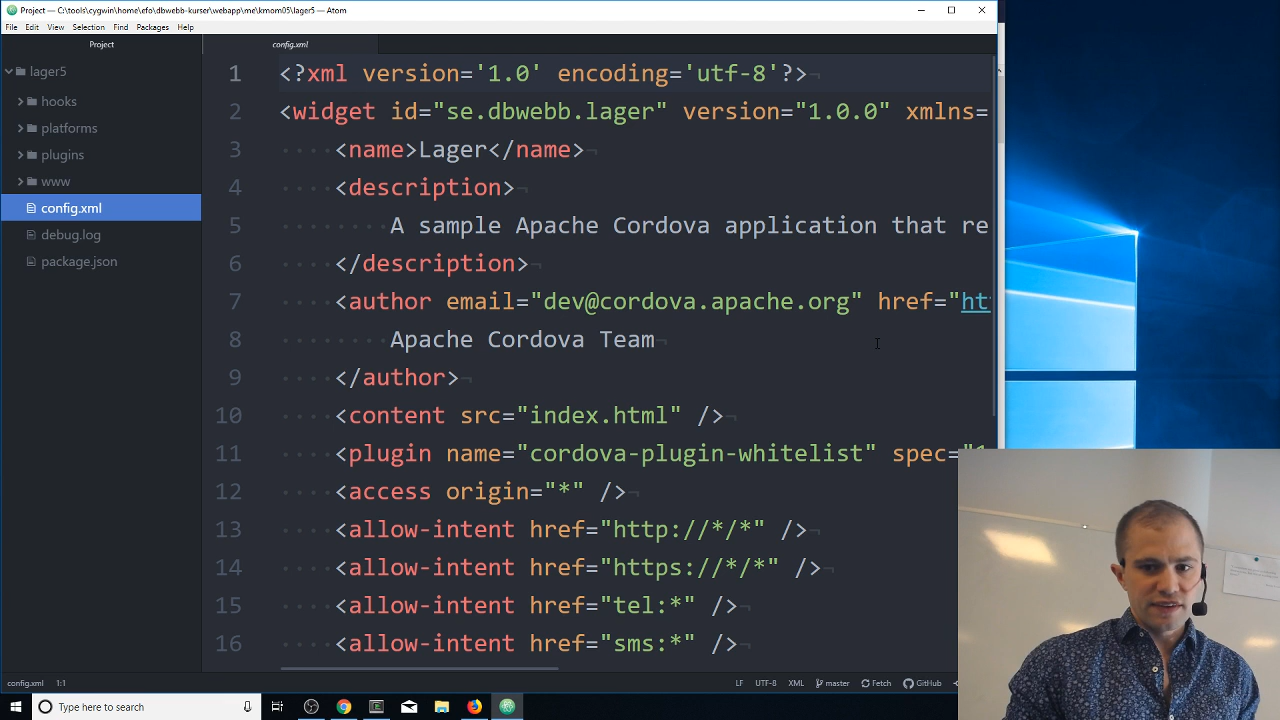 Project — C:\tools\cygwin\home\efo\dbwebb-kurser\webapp\me\kmom05\lager5 — Atom
File Edit View Selection Find Packages Help
Project
config.xml
lager5
hooks
platforms
plugins
www
config.xml
debug.log
package.json
1 <?xml version='1.0' encoding='utf-8'?>
2 <widget id="se.dbwebb.lager" version="1.0.0" xmlns=
3 <name>Lager</name>
4 <description>
5 A sample Apache Cordova application that re
6 </description>
7 <author email="dev@cordova.apache.org" href="ht
8 Apache Cordova Team
9 </author>
10 <content src="index.html" />
11 <plugin name="cordova-plugin-whitelist" spec="1
12 <access origin="*" />
13 <allow-intent href="http://*/*" />
14 <allow-intent href="https://*/*" />
15 <allow-intent href="tel:*" />
16 <allow-intent href="sms:*" />
config.xml 1:1
LF UTF-8 XML master Fetch GitHub
Type here to search